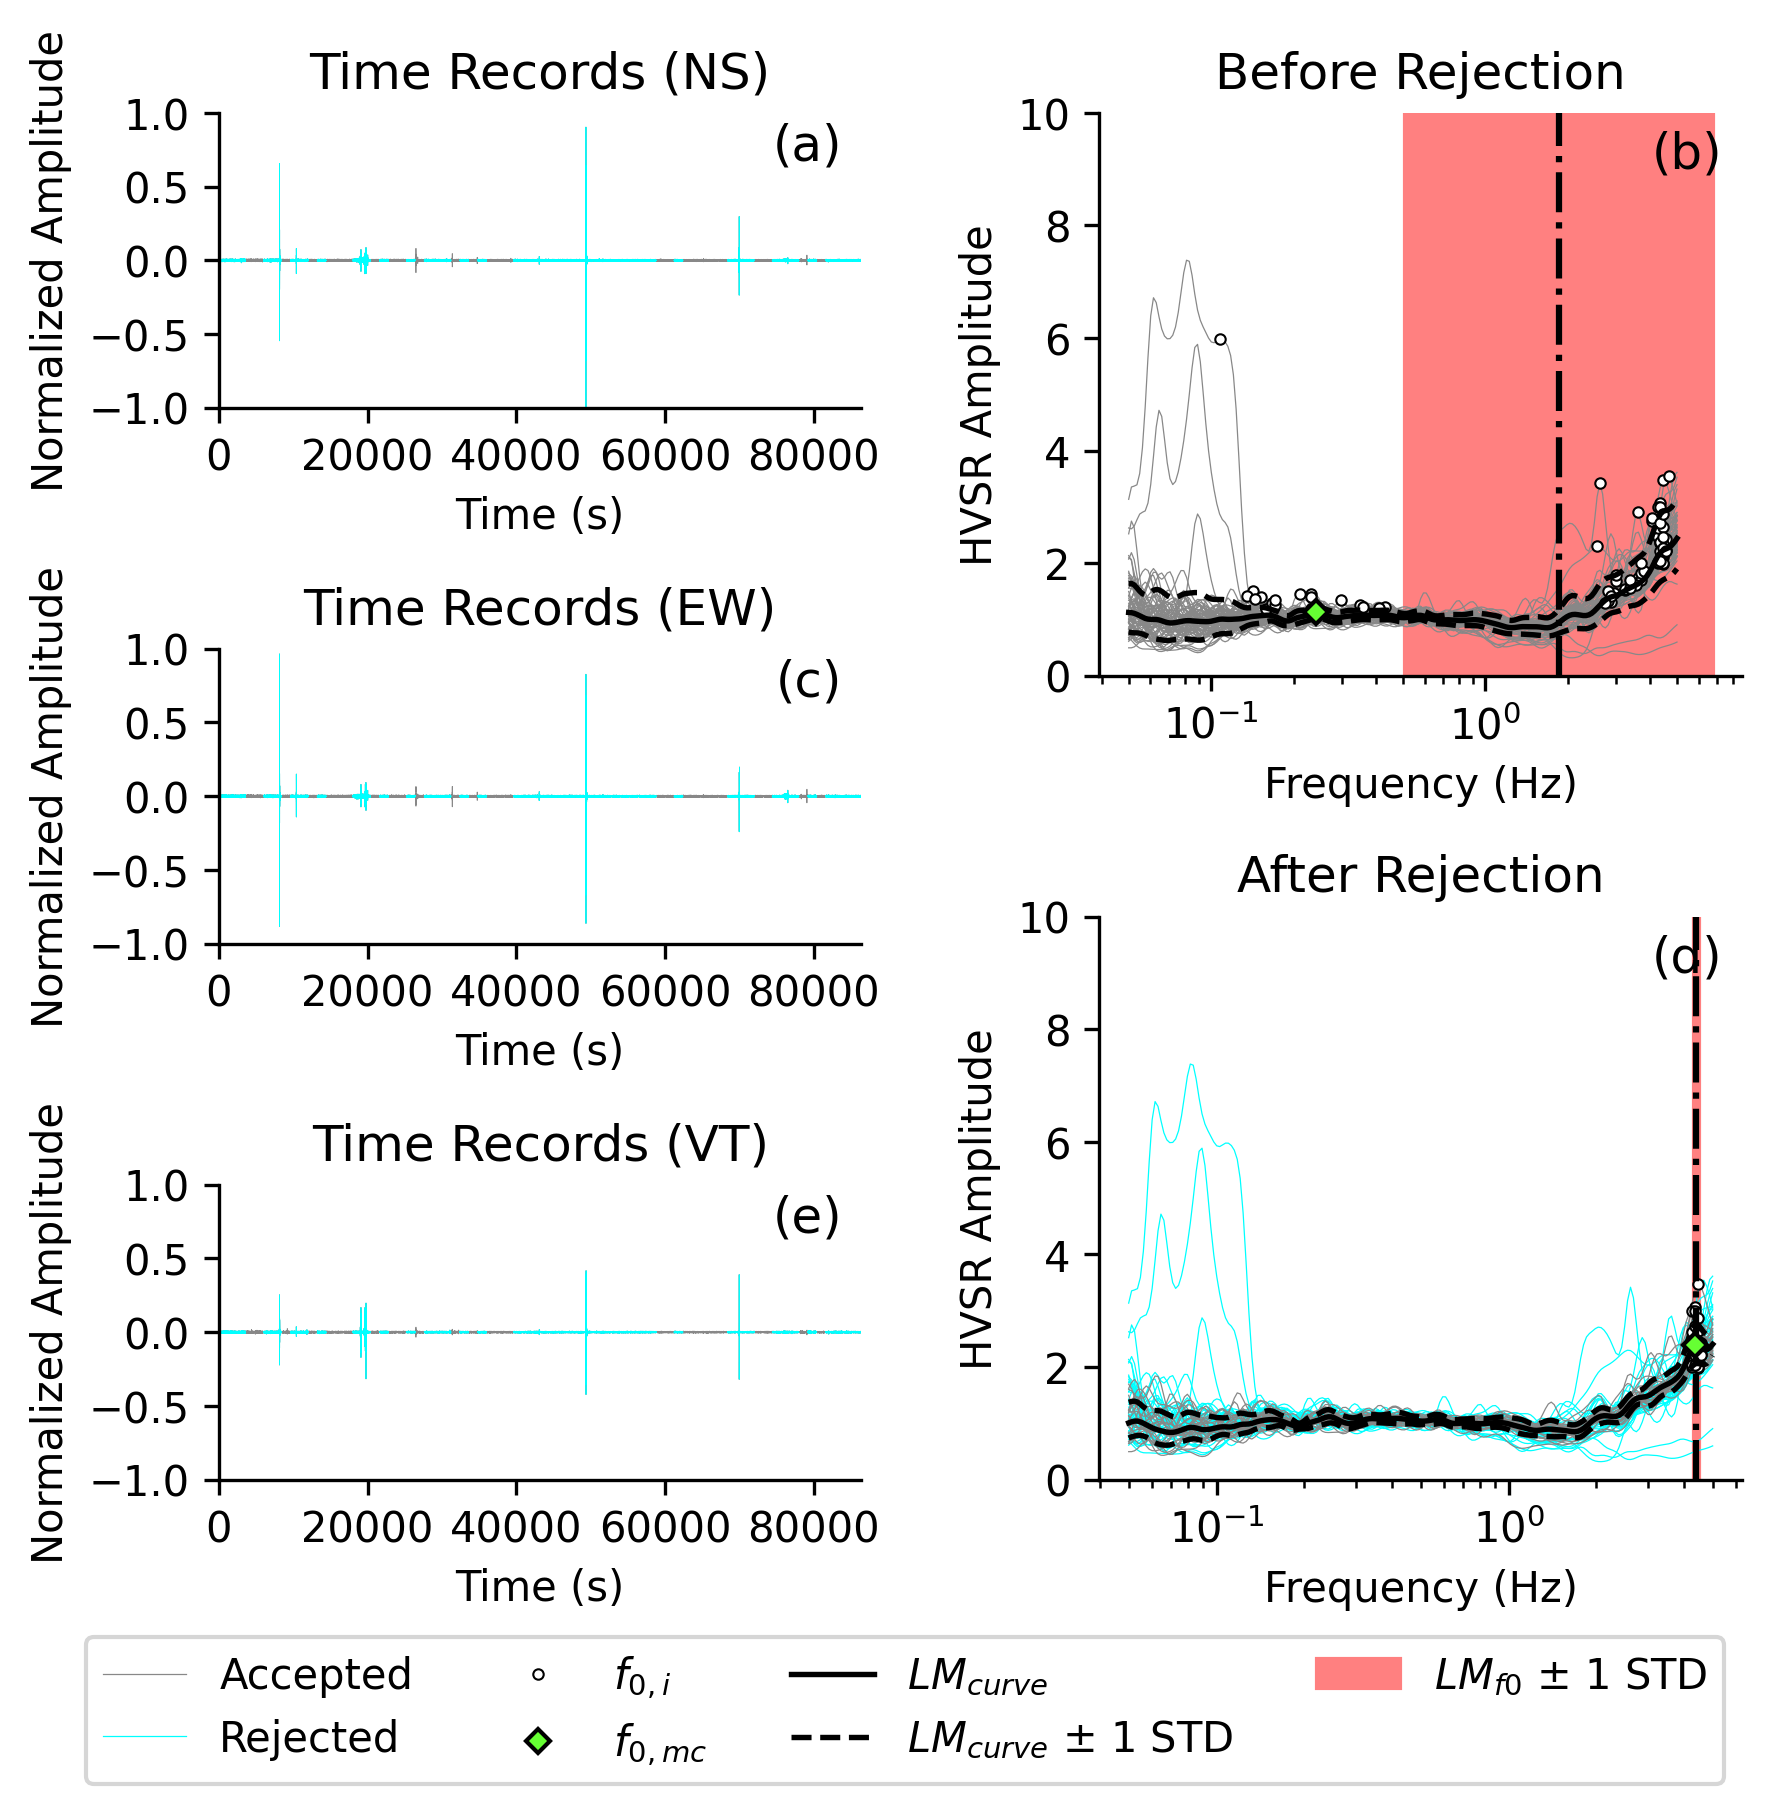 Time Records (NS)
Normalized Amplitude
1.0
0.5
0.0
−0.5
−1.0
(a)
0 20000 40000 60000 80000
Time (s)
Before Rejection
HVSR Amplitude
10
8
6
4
2
0
(b)
10⁻¹ 10⁰
Frequency (Hz)
Time Records (EW)
Normalized Amplitude
1.0
0.5
0.0
−0.5
−1.0
(c)
0 20000 40000 60000 80000
Time (s)
After Rejection
HVSR Amplitude
10
8
6
4
2
0
(d)
10⁻¹ 10⁰
Frequency (Hz)
Time Records (VT)
Normalized Amplitude
1.0
0.5
0.0
−0.5
−1.0
(e)
0 20000 40000 60000 80000
Time (s)
Accepted f0,i LMcurve LMf0 ± 1 STD
Rejected f0,mc LMcurve ± 1 STD